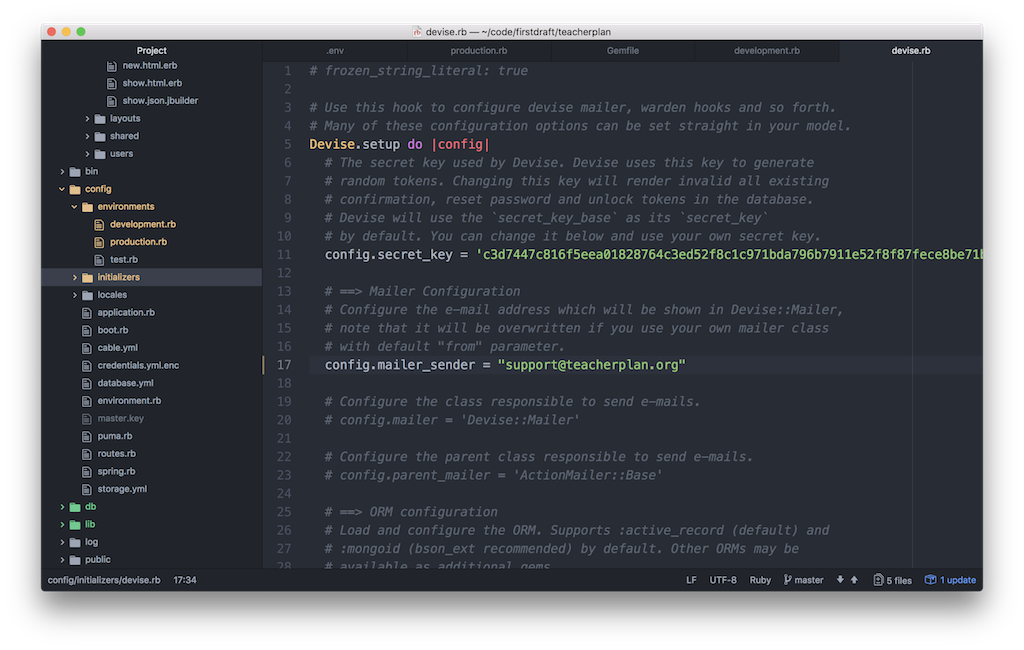 devise.rb — ~/code/firstdraft/teacherplan
Project
new.html.erb
show.html.erb
show.json.jbuilder
layouts
shared
users
bin
config
environments
development.rb
production.rb
test.rb
initializers
locales
application.rb
boot.rb
cable.yml
credentials.yml.enc
database.yml
environment.rb
master.key
puma.rb
routes.rb
spring.rb
storage.yml
db
lib
log
public
.env production.rb Gemfile development.rb devise.rb
1 # frozen_string_literal: true
2
3 # Use this hook to configure devise mailer, warden hooks and so forth.
4 # Many of these configuration options can be set straight in your model.
5 Devise.setup do |config|
6 # The secret key used by Devise. Devise uses this key to generate
7 # random tokens. Changing this key will render invalid all existing
8 # confirmation, reset password and unlock tokens in the database.
9 # Devise will use the `secret_key_base` as its `secret_key`
10 # by default. You can change it below and use your own secret key.
11 config.secret_key = 'c3d7447c816f5eea01828764c3ed52f8c1c971bda796b7911e52f8f87fece8be71b
12
13 # ==> Mailer Configuration
14 # Configure the e-mail address which will be shown in Devise::Mailer,
15 # note that it will be overwritten if you use your own mailer class
16 # with default "from" parameter.
17 config.mailer_sender = "support@teacherplan.org"
18
19 # Configure the class responsible to send e-mails.
20 # config.mailer = 'Devise::Mailer'
21
22 # Configure the parent class responsible to send e-mails.
23 # config.parent_mailer = 'ActionMailer::Base'
24
25 # ==> ORM configuration
26 # Load and configure the ORM. Supports :active_record (default) and
27 # :mongoid (bson_ext recommended) by default. Other ORMs may be
28 # available as additional gems.
config/initializers/devise.rb 17:34 LF UTF-8 Ruby master 5 files 1 update